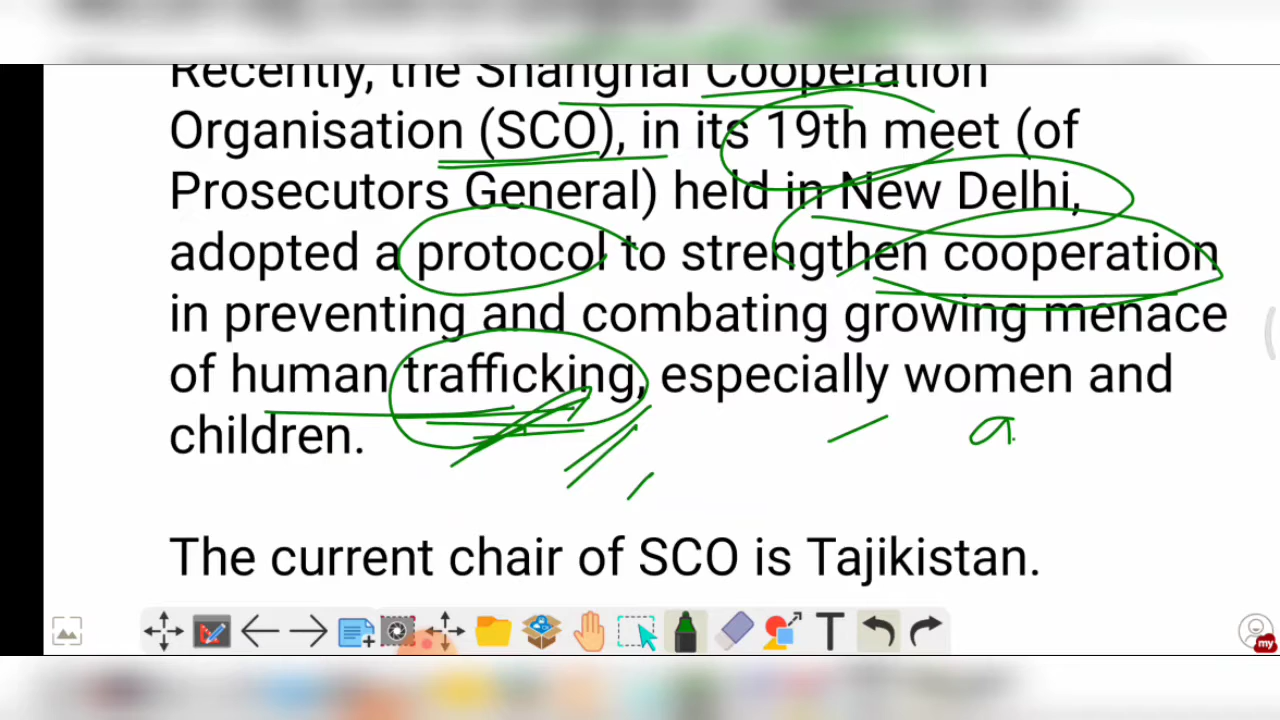 Recently, the Shanghai Cooperation
Organisation (SCO), in its 19th meet (of
Prosecutors General) held in New Delhi,
adopted a protocol to strengthen cooperation
in preventing and combating growing menace
of human trafficking, especially women and
children.
a
The current chair of SCO is Tajikistan.
T
my